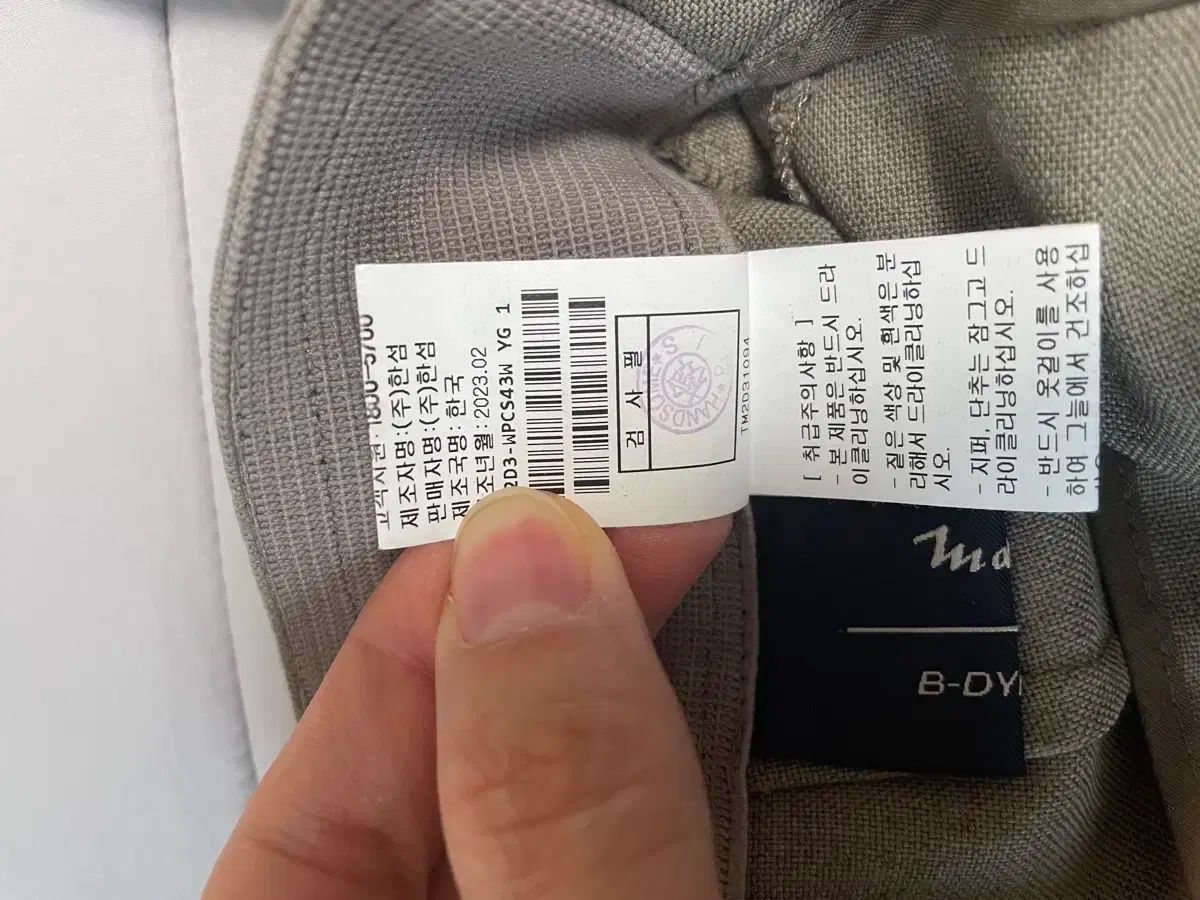 제조자명:(주)한섬
판매자명:(주)한섬
제조국명:한국
조년월:2023.02
2D3-WPCS43W YG 1
검 사 필
HANDSOME
TM2D31094
[ 취급주의사항 ]
- 본 제품은 반드시 드라
이클리닝하십시오.
- 짙은 색상 및 흰색은 분
리해서 드라이클리닝하십
시오.
- 지퍼, 단추는 잠그고 드
라이클리닝하십시오.
- 반드시 옷걸이를 사용
하여 그늘에서 건조하십
B-DY